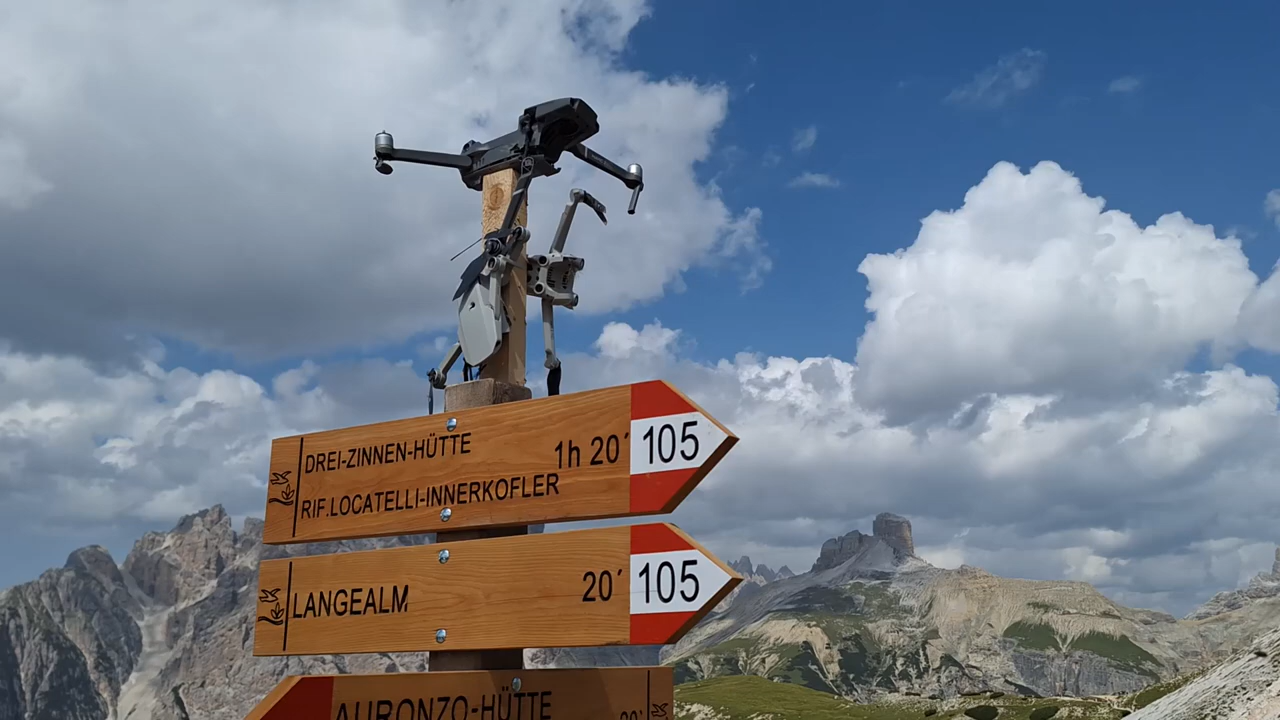 DREI-ZINNEN-HÜTTE
RIF.LOCATELLI-INNERKOFLER
1h 20´
105
LANGEALM
20´
105
AURONZO-HÜTTE